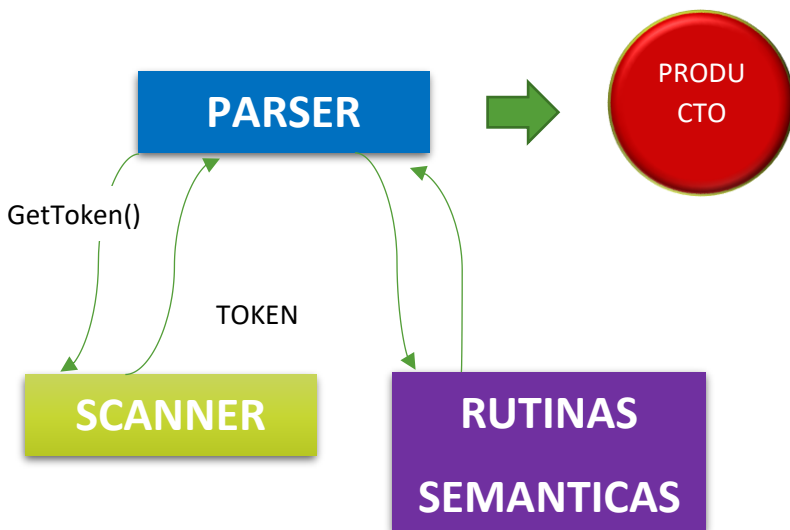 PRODU
CTO
PARSER
GetToken()
TOKEN
SCANNER
RUTINAS
SEMANTICAS